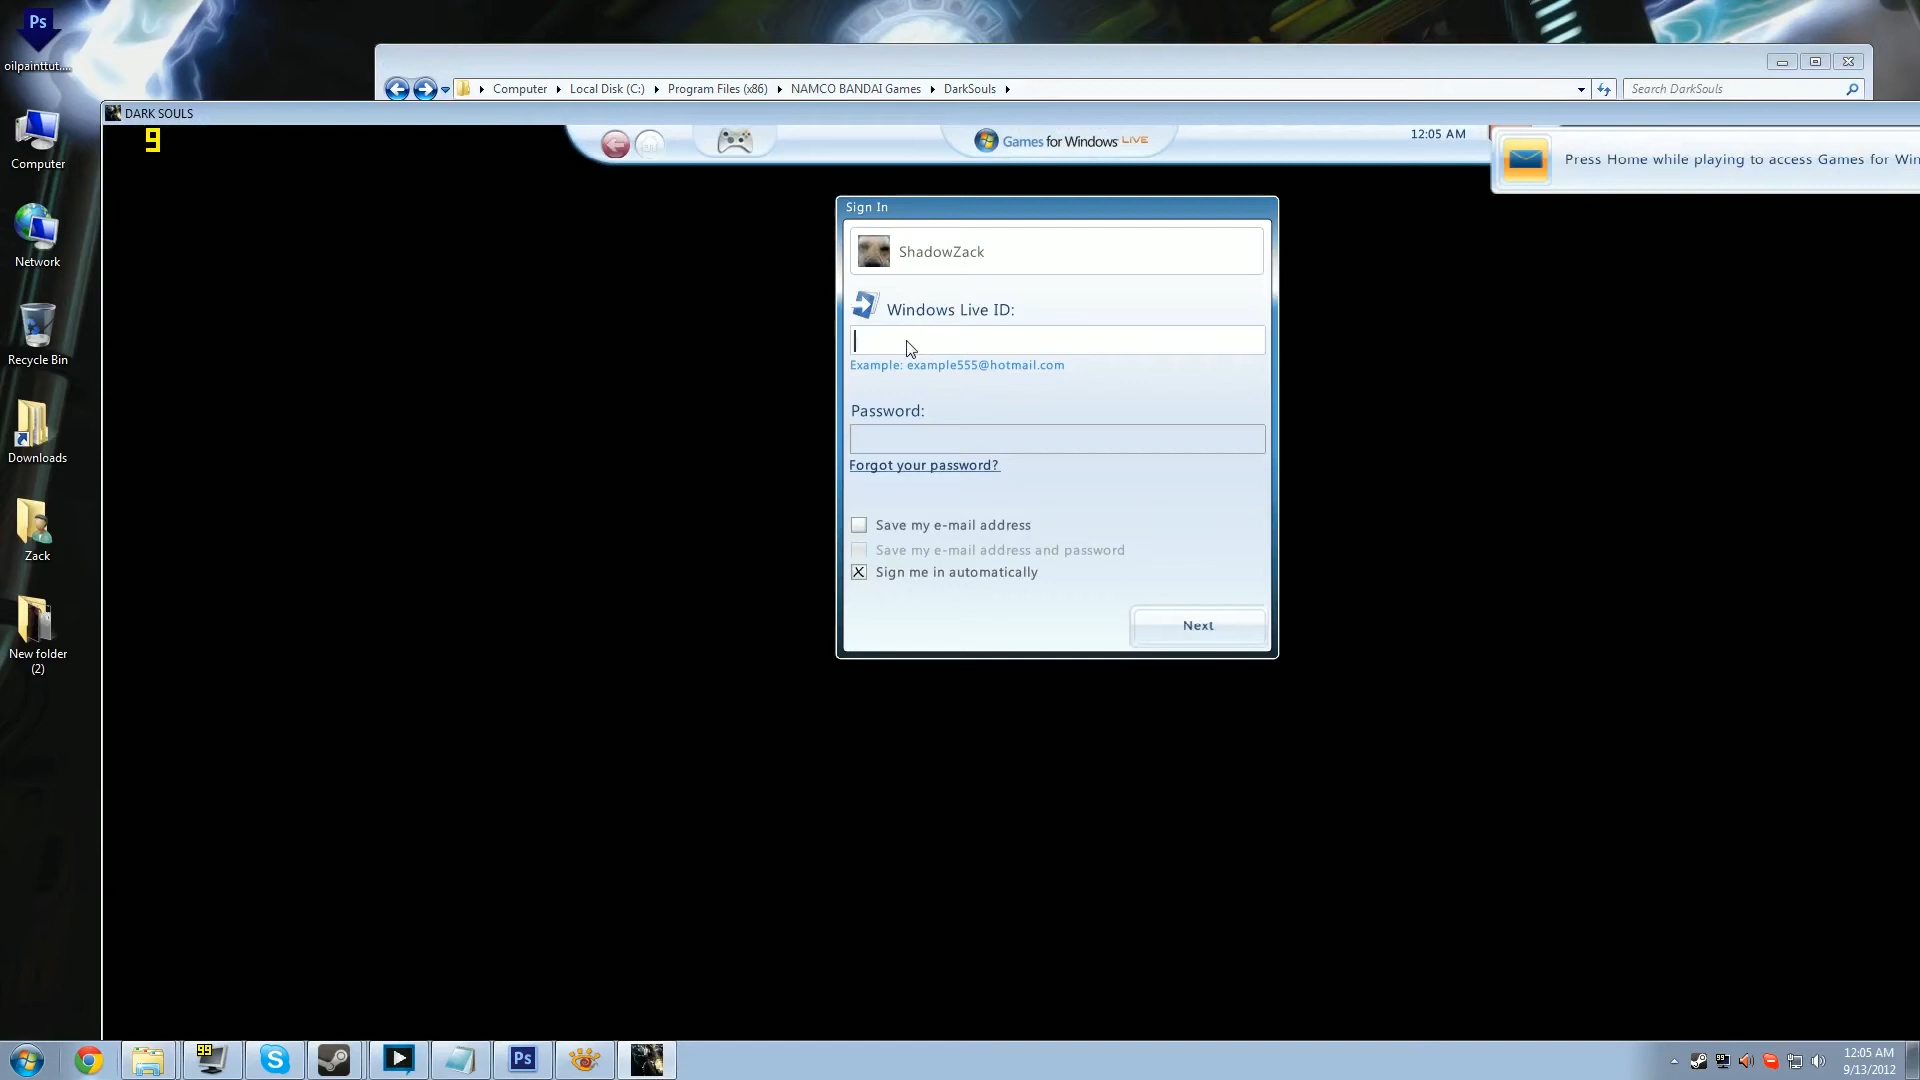 Ps
oilpainttut....
Computer
Network
Recycle Bin
Downloads
Zack
New folder
(2)
Computer
Local Disk (C:)
Program Files (x86)
NAMCO BANDAI Games
DarkSouls
Search DarkSouls
DARK SOULS
9
Games for Windows LIVE
12:05 AM
Press Home while playing to access Games for Win
Sign In
ShadowZack
Windows Live ID:
Example: example555@hotmail.com
Password:
Forgot your password?
Save my e-mail address
Save my e-mail address and password
Sign me in automatically
Next
99
Ps
12:05 AM
9/13/2012